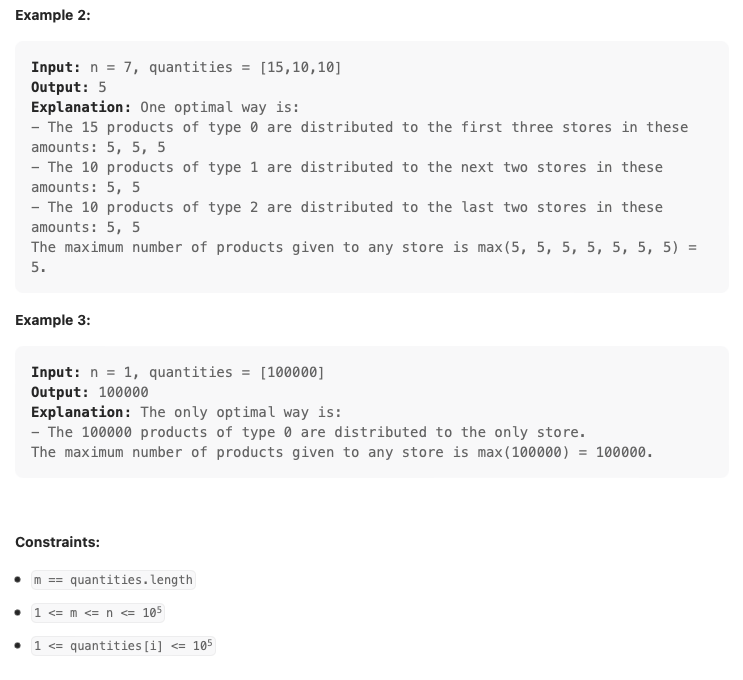 Example 2:
Input: n = 7, quantities = [15,10,10]
Output: 5
Explanation: One optimal way is:
- The 15 products of type 0 are distributed to the first three stores in these
amounts: 5, 5, 5
- The 10 products of type 1 are distributed to the next two stores in these
amounts: 5, 5
- The 10 products of type 2 are distributed to the last two stores in these
amounts: 5, 5
The maximum number of products given to any store is max(5, 5, 5, 5, 5, 5, 5) =
5.
Example 3:
Input: n = 1, quantities = [100000]
Output: 100000
Explanation: The only optimal way is:
- The 100000 products of type 0 are distributed to the only store.
The maximum number of products given to any store is max(100000) = 100000.
Constraints:
• m == quantities.length
• 1 <= m <= n <= 10⁵
• 1 <= quantities[i] <= 10⁵